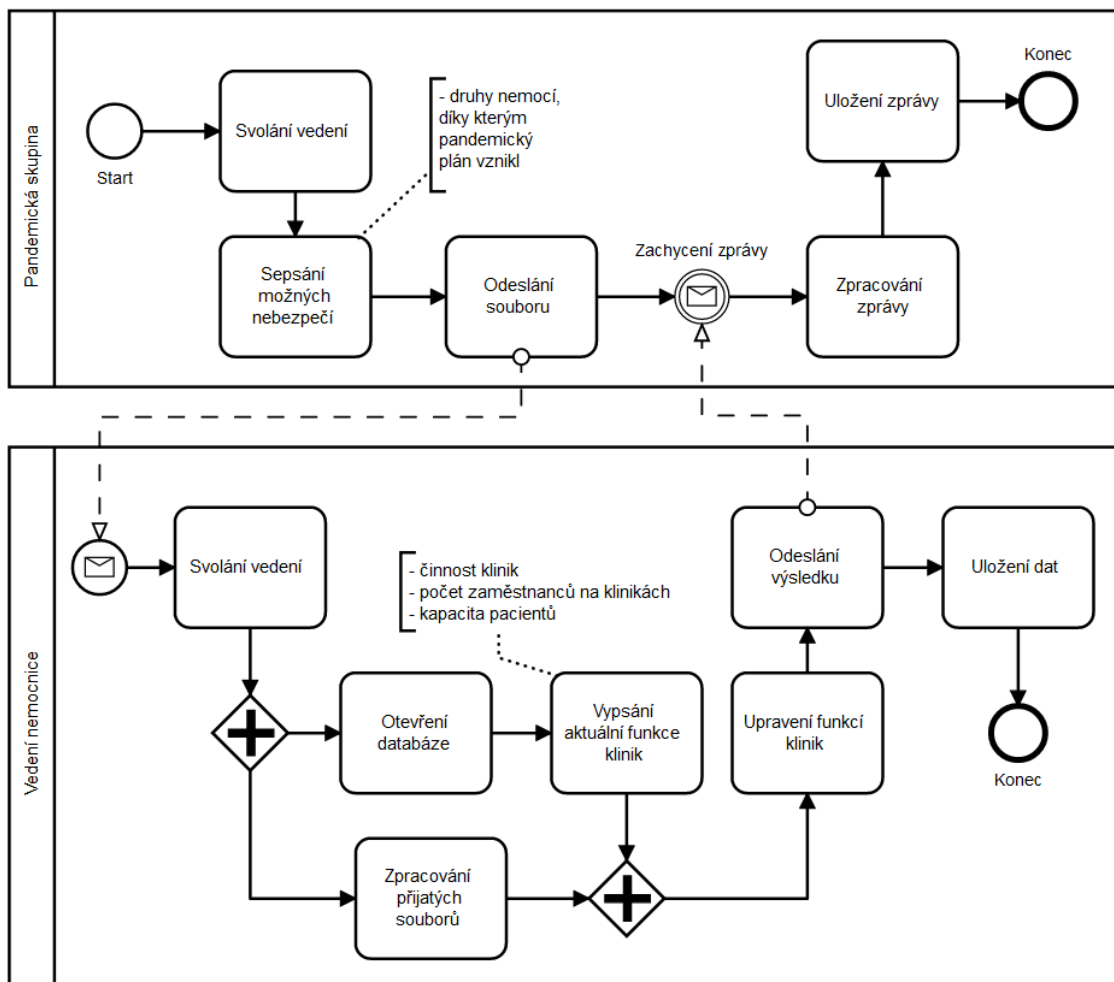 Pandemická skupina
Start
Svolání vedení
- druhy nemocí,
díky kterým
pandemický
plán vznikl
Sepsání
možných
nebezpečí
Odeslání
souboru
Zachycení zprávy
Zpracování
zprávy
Uložení zprávy
Konec
Vedení nemocnice
Svolání vedení
- činnost klinik
- počet zaměstnanců na klinikách
- kapacita pacientů
Otevření
databáze
Vypsání
aktuální funkce
klinik
Zpracování
přijatých
souborů
Upravení funkcí
klinik
Odeslání
výsledku
Uložení dat
Konec